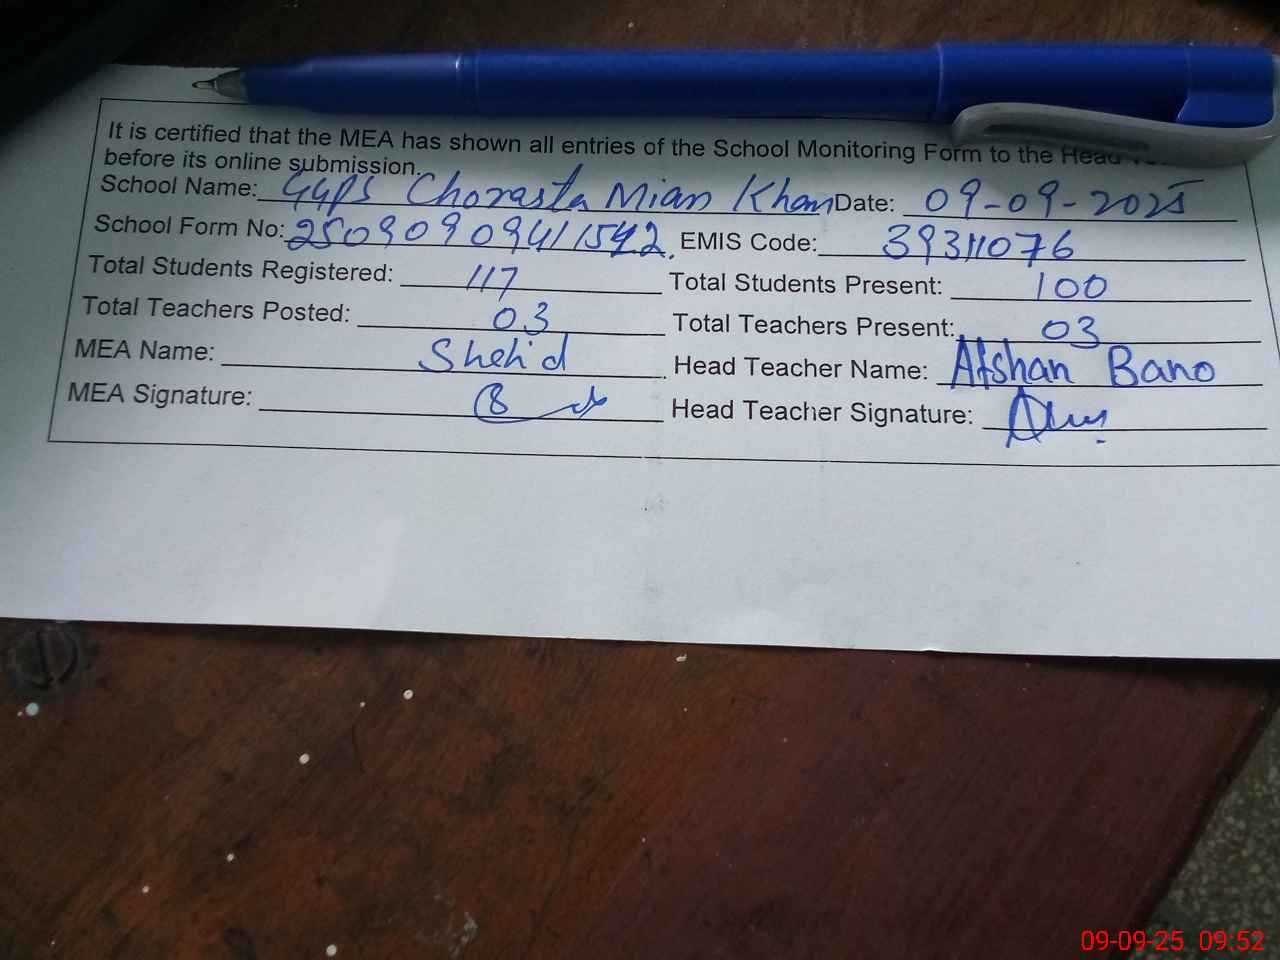 It is certified that the MEA has shown all entries of the School Monitoring Form to the Head
before its online submission.
School Name: GGPS Chorasta Mian Khan Date: 09-09-2025
School Form No: 25090909411542. EMIS Code: 39311076
Total Students Registered: 117 Total Students Present: 100
Total Teachers Posted: 03 Total Teachers Present: 03
MEA Name: Shehid Head Teacher Name: Afshan Bano
MEA Signature: Head Teacher Signature:
09-09-25 09:52